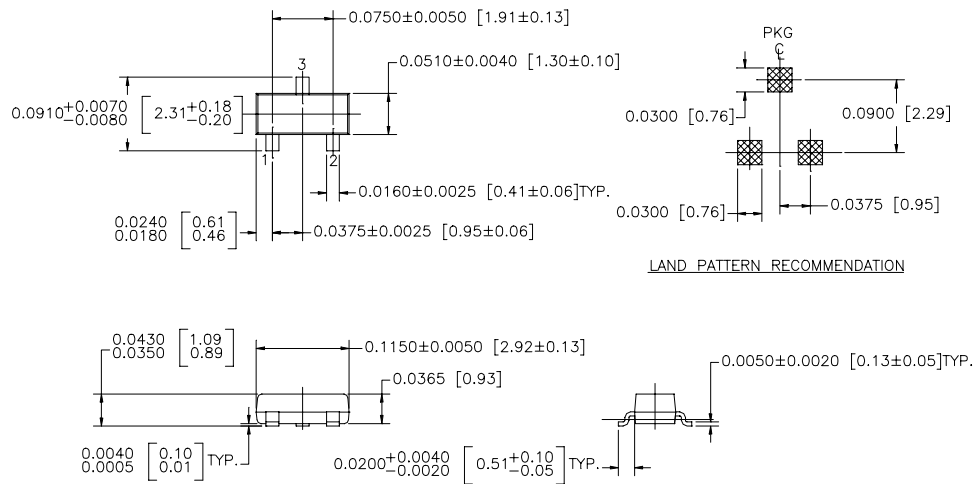 0.0750±0.0050 [1.91±0.13]
PKG
℄
3
0.0510±0.0040 [1.30±0.10]
0.0910+0.0070 -0.0080 [2.31+0.18 -0.20]
0.0300 [0.76]
0.0900 [2.29]
1
2
0.0160±0.0025 [0.41±0.06]TYP.
0.0300 [0.76]
0.0375 [0.95]
0.0240 [0.61]
0.0180 [0.46]
0.0375±0.0025 [0.95±0.06]
LAND PATTERN RECOMMENDATION
0.0430 [1.09]
0.0350 [0.89]
0.1150±0.0050 [2.92±0.13]
0.0365 [0.93]
0.0050±0.0020 [0.13±0.05]TYP.
0.0040 [0.10]
0.0005 [0.01] TYP.
0.0200+0.0040 -0.0020 [0.51+0.10 -0.05] TYP.